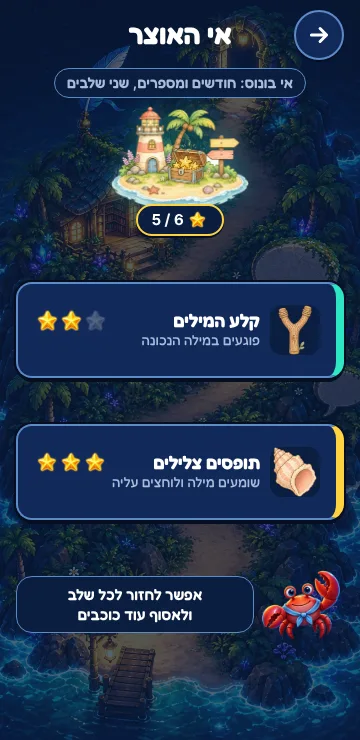 אי האוצר
אי בונוס: חודשים ומספרים, שני שלבים
5 / 6
קלע המילים
פוגעים במילה הנכונה
תופסים צלילים
שומעים מילה ולוחצים עליה
אפשר לחזור לכל שלב
ולאסוף עוד כוכבים